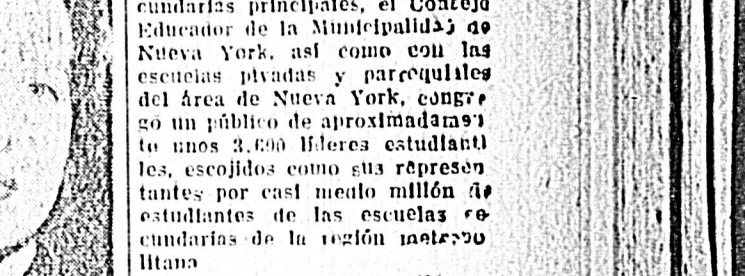 cundarias principales, el Consejo
Educador de la Municipalidad de
Nueva York, así como con las
escuelas pivadas y parroquiales
del área de Nueva York, congre
gó un público de aproximadamen
te unos 3,600 líderes estudianti
les, escojidos como sus represen
tantes por casi medio millón de
estudiantes de las escuelas se
cundarias de la región metropo
litana